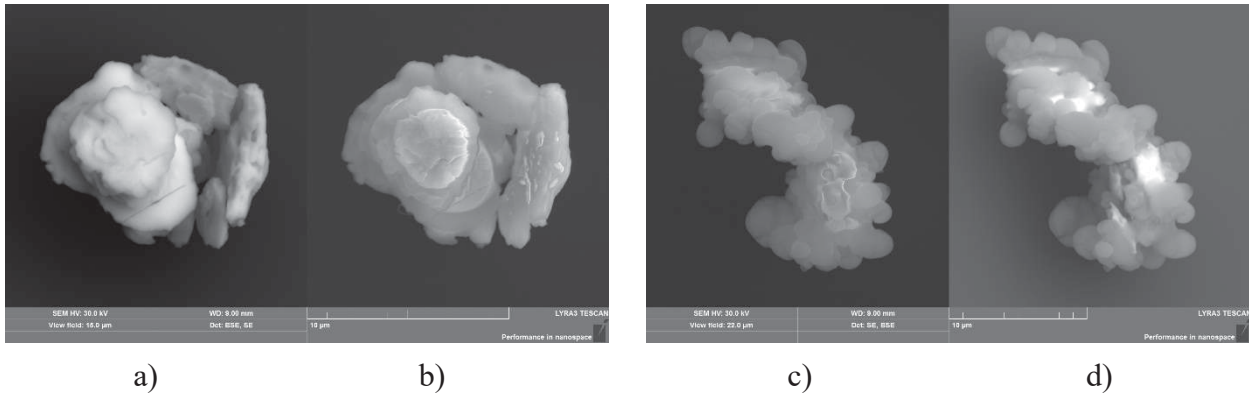 SEM HV: 30.0 kV WD: 9.00 mm LYRA3 TESCAN
View field: 15.0 µm Det: BSE, SE 10 µm
Performance in nanospace
SEM HV: 30.0 kV WD: 9.00 mm LYRA3 TESCAN
View field: 22.0 µm Det: SE, BSE 10 µm
Performance in nanospace
a) b) c) d)